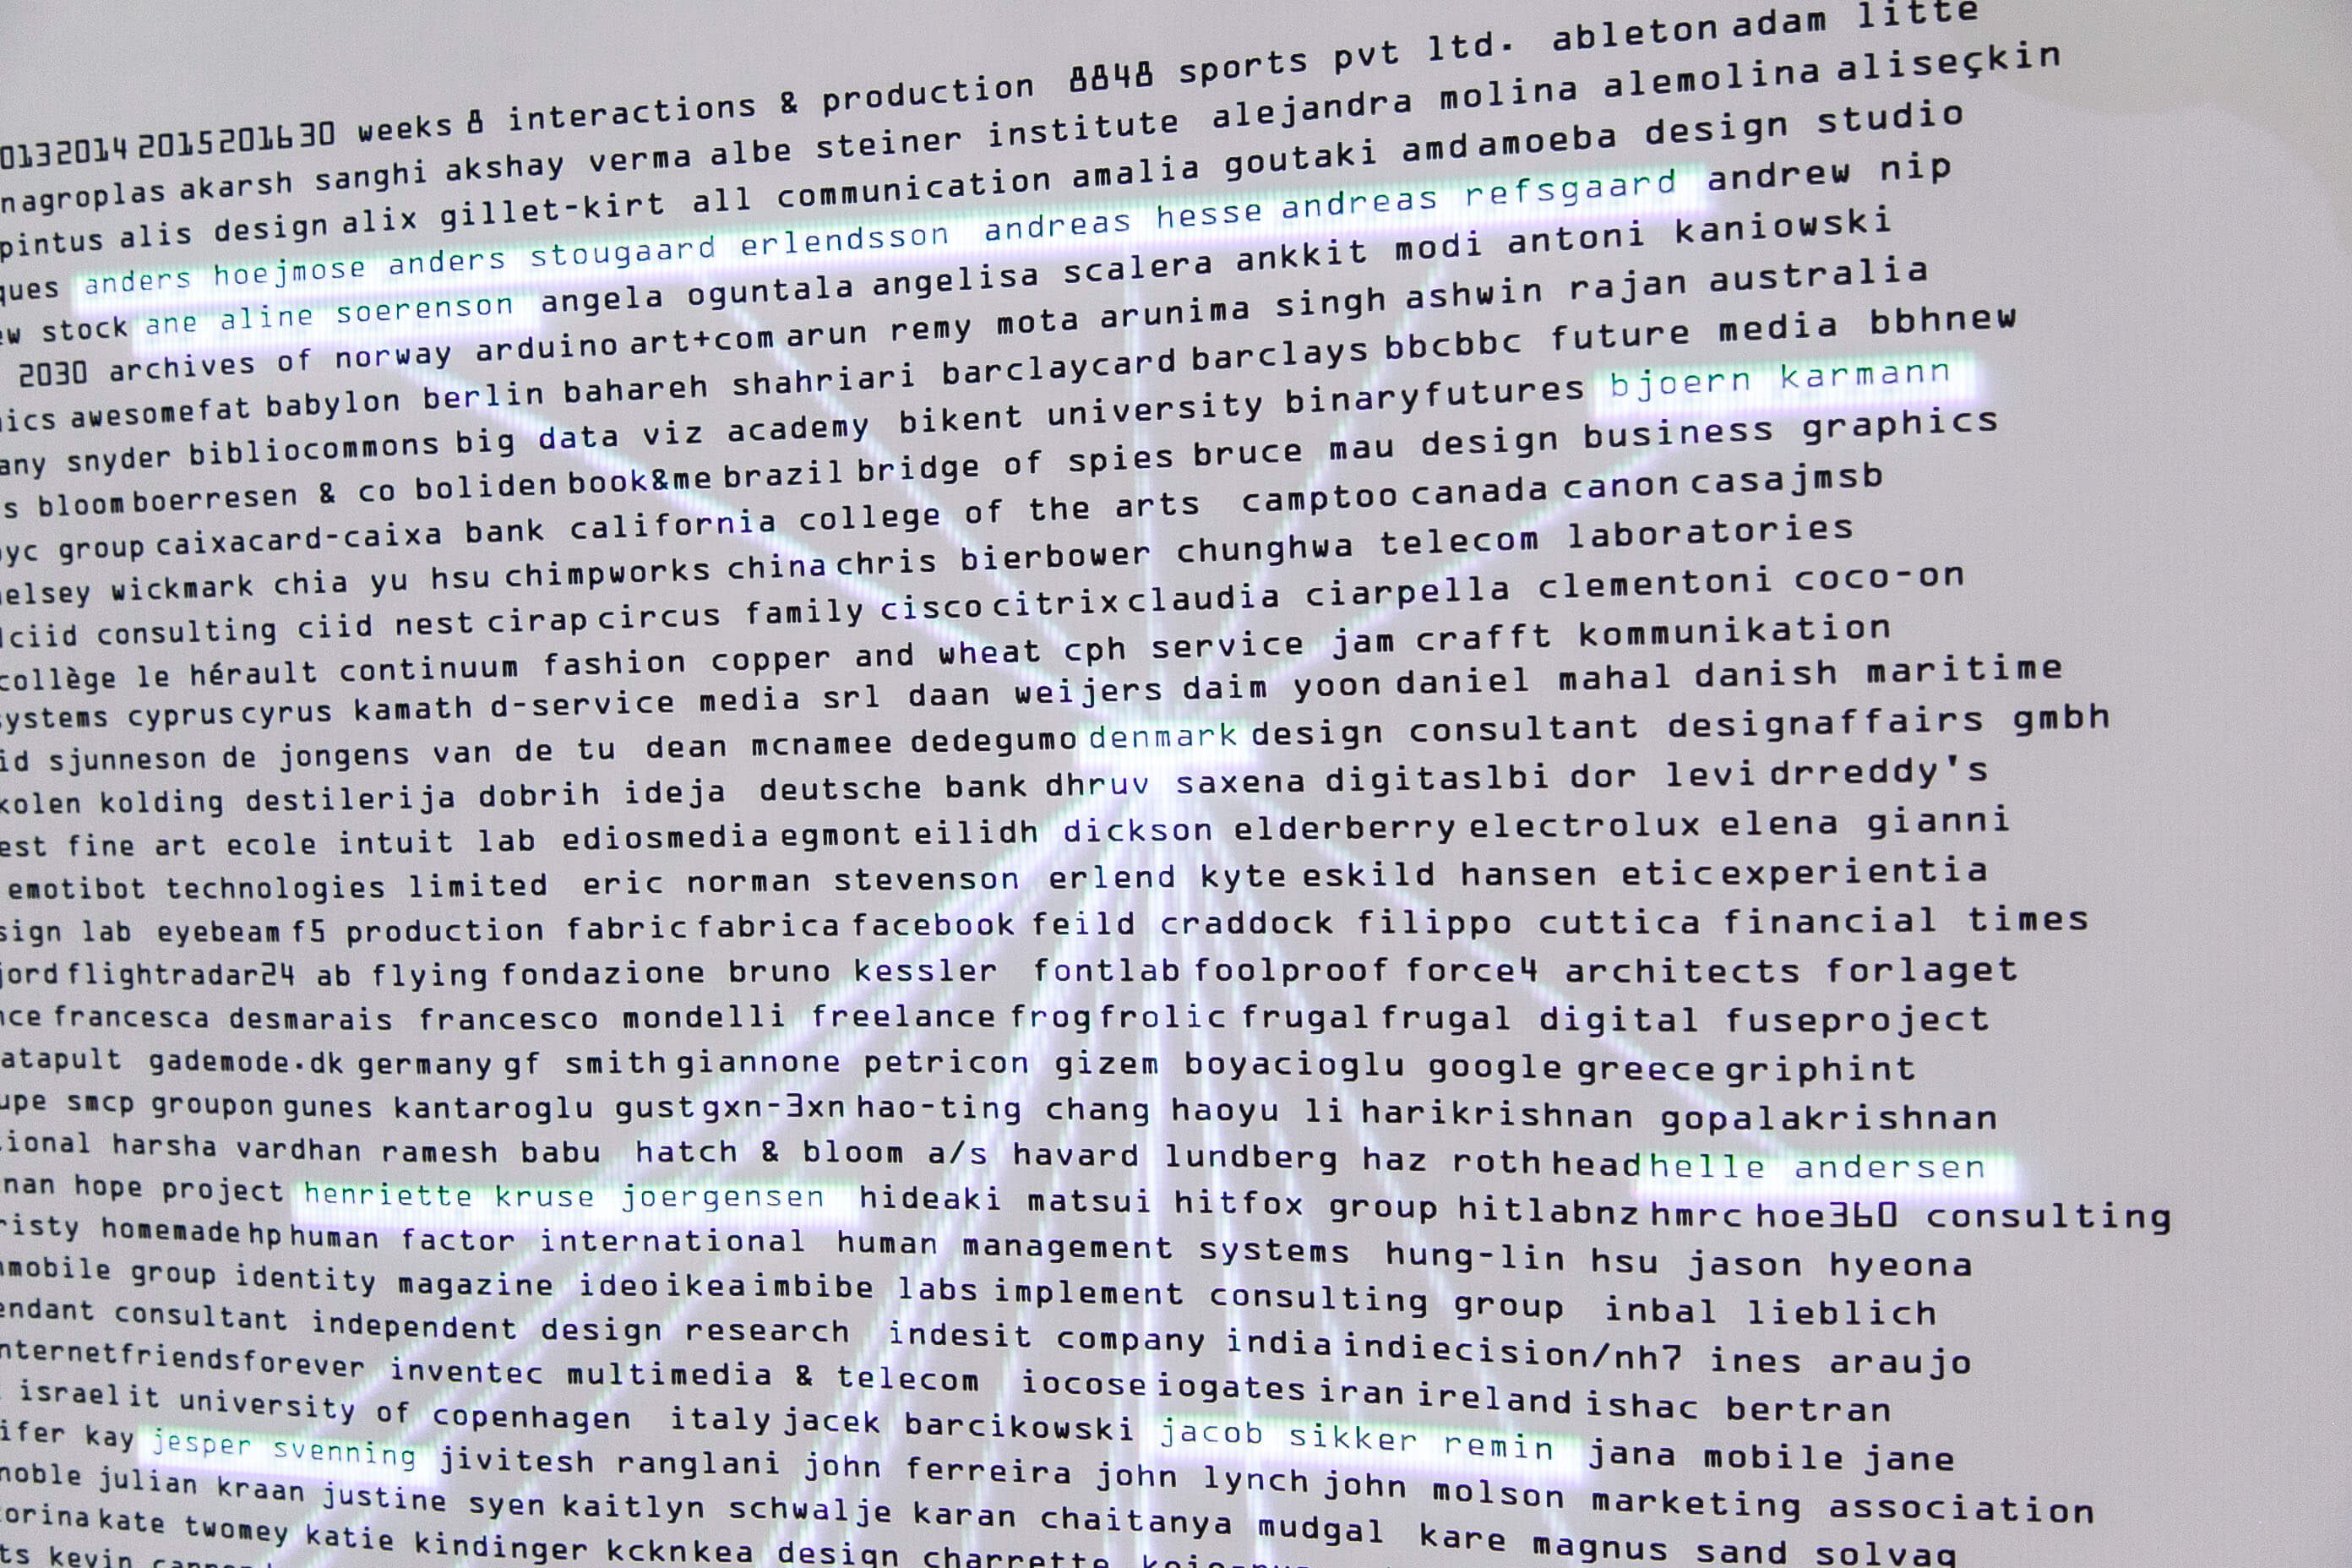 20132014 2015201630 weeks 8 interactions & production 8848 sports pvt ltd. ableton adam litte
nagroplas akarsh sanghi akshay verma albe steiner institute alejandra molina alemolina aliseçkin
pintus alis design alix gillet-kirt all communication amalia goutaki amd amoeba design studio
ques anders hoejmose anders stougaard erlendsson andreas hesse andreas refsgaard andrew nip
ew stock ane aline soerenson angela oguntala angelisa scalera ankkit modi antoni kaniowski
2030 archives of norway arduino art+com arun remy mota arunima singh ashwin rajan australia
ics awesomefat babylon berlin bahareh shahriari barclaycard barclays bbcbbc future media bbhnew
any snyder bibliocommons big data viz academy bikent university binaryfutures bjoern karmann
s bloom boerresen & co boliden book&me brazil bridge of spies bruce mau design business graphics
yc group caixacard-caixa bank california college of the arts camptoo canada canon casajmsb
elsey wickmark chia yu hsu chimpworks china chris bierbower chunghwa telecom laboratories
ciid consulting ciid nest cirap circus family cisco citrix claudia ciarpella clementoni coco-on
collège le hérault continuum fashion copper and wheat cph service jam crafft kommunikation
systems cyprus cyrus kamath d-service media srl daan weijers daim yoon daniel mahal danish maritime
id sjunneson de jongens van de tu dean mcnamee dedegumo denmark design consultant designaffairs gmbh
kolen kolding destilerija dobrih ideja deutsche bank dhruv saxena digitaslbi dor levi drreddy's
est fine art ecole intuit lab ediosmedia egmont eilidh dickson elderberry electrolux elena gianni
emotibot technologies limited eric norman stevenson erlend kyte eskild hansen eticexperientia
sign lab eyebeam f5 production fabric fabrica facebook feild craddock filippo cuttica financial times
jord flightradar24 ab flying fondazione bruno kessler fontlab foolproof force4 architects forlaget
nce francesca desmarais francesco mondelli freelance frog frolic frugal frugal digital fuseproject
atapult gademode.dk germany gf smith giannone petricon gizem boyacioglu google greece griphint
upe smcp groupon gunes kantaroglu gust gxn-3xn hao-ting chang haoyu li harikrishnan gopalakrishnan
ional harsha vardhan ramesh babu hatch & bloom a/s havard lundberg haz roth head helle andersen
nan hope project henriette kruse joergensen hideaki matsui hitfox group hitlabnz hmrc hoe360 consulting
risty homemade hp human factor international human management systems hung-lin hsu jason hyeona
mobile group identity magazine ideo ikea imbibe labs implement consulting group inbal lieblich
endant consultant independent design research indesit company india indiecision/nh7 ines araujo
nternetfriendsforever inventec multimedia & telecom iocose iogates iran ireland ishac bertran
israel it university of copenhagen italy jacek barcikowski jacob sikker remin jana mobile jane
ifer kay jesper svenning jivitesh ranglani john ferreira john lynch john molson marketing association
noble julian kraan justine syen kaitlyn schwalje karan chaitanya mudgal kare magnus sand solvag
orina kate twomey katie kindinger kcknkea design charrette
ts kevin